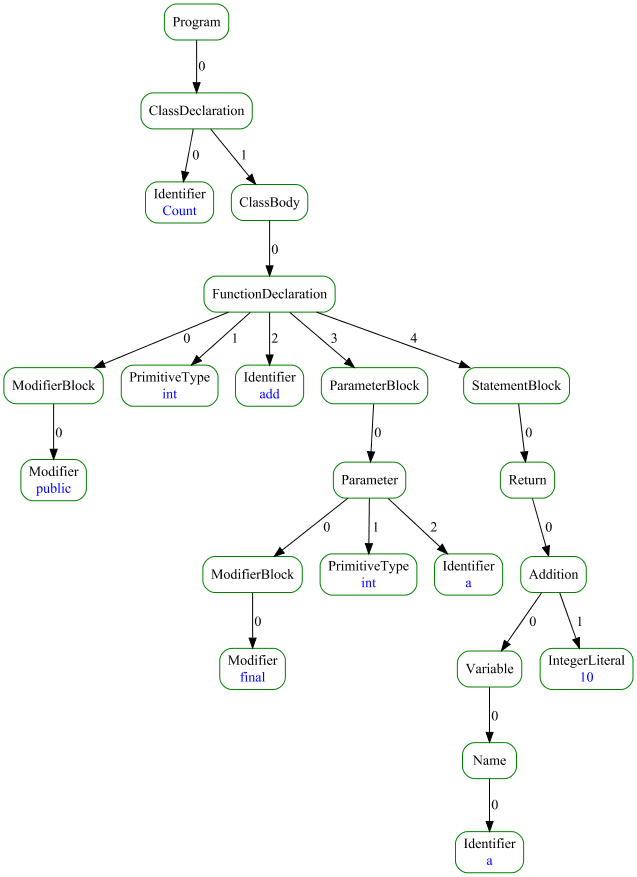 Program
0
ClassDeclaration
0
1
Identifier
Count
ClassBody
0
FunctionDeclaration
0
1
2
3
4
ModifierBlock
PrimitiveType
int
Identifier
add
ParameterBlock
StatementBlock
0
0
0
Modifier
public
Parameter
Return
0
1
2
0
ModifierBlock
PrimitiveType
int
Identifier
a
Addition
0
0
1
Modifier
final
Variable
IntegerLiteral
10
0
Name
0
Identifier
a